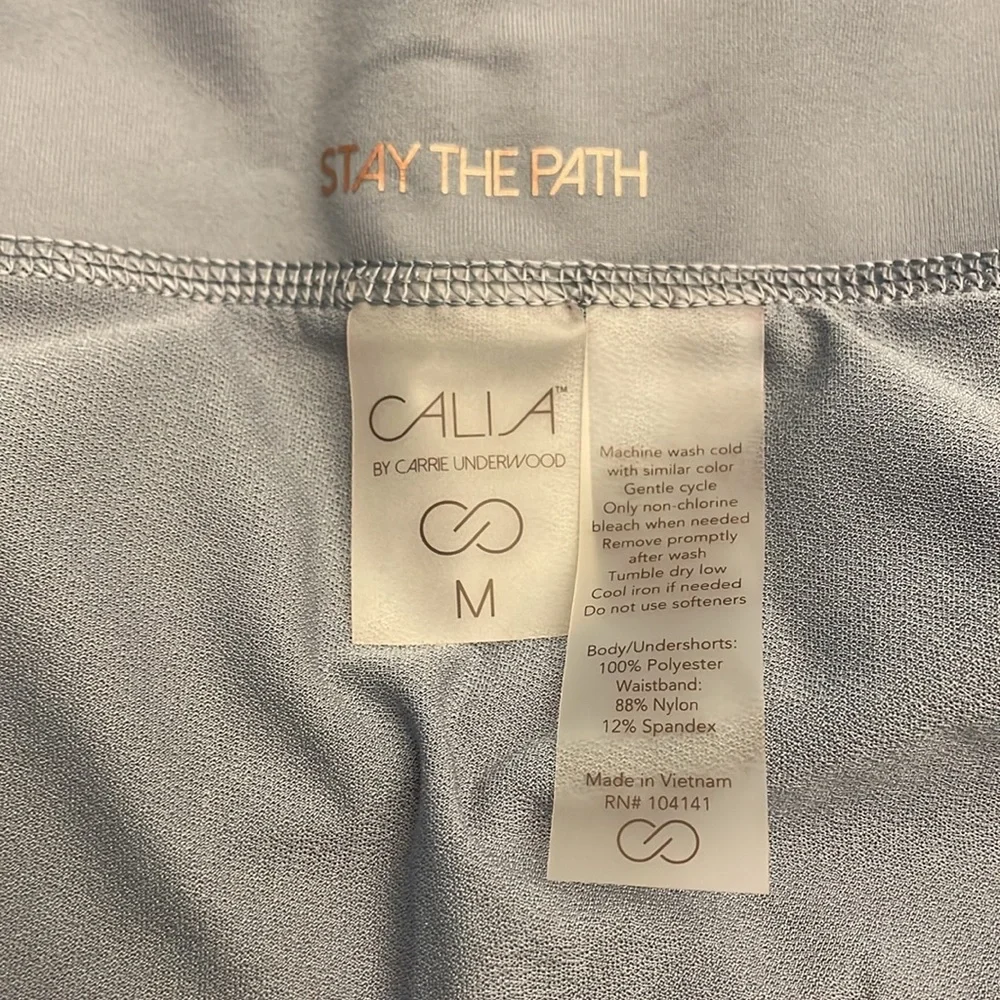 STAY THE PATH
CALIA™
BY CARRIE UNDERWOOD
M
Machine wash cold
with similar color
Gentle cycle
Only non-chlorine
bleach when needed
Remove promptly
after wash
Tumble dry low
Cool iron if needed
Do not use softeners
Body/Undershorts:
100% Polyester
Waistband:
88% Nylon
12% Spandex
Made in Vietnam
RN# 104141